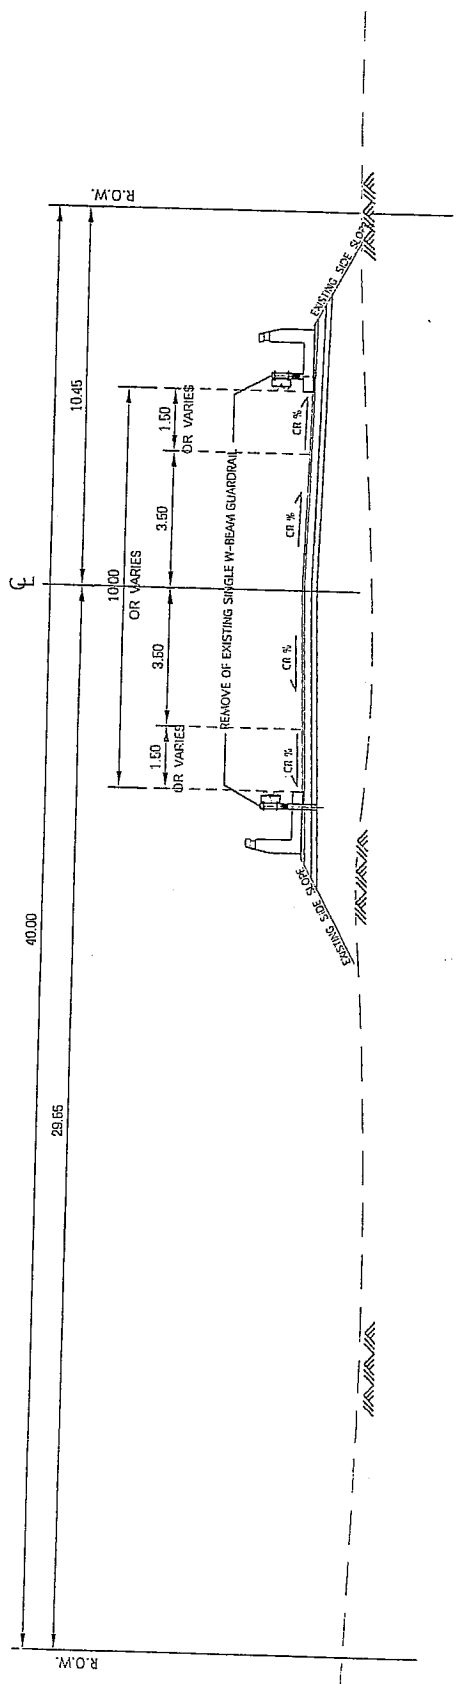 40.00
29.55
10.45
R.O.W.
R.O.W.
℄
10.00
OR VARIES
1.50
OR VARIES
3.50
3.50
1.50
OR VARIES
REMOVE OF EXISTING SINGLE W-BEAM GUARDRAIL
CR %
CR %
CR %
CR %
EXISTING SIDE SLOPE
EXISTING SIDE SLOPE